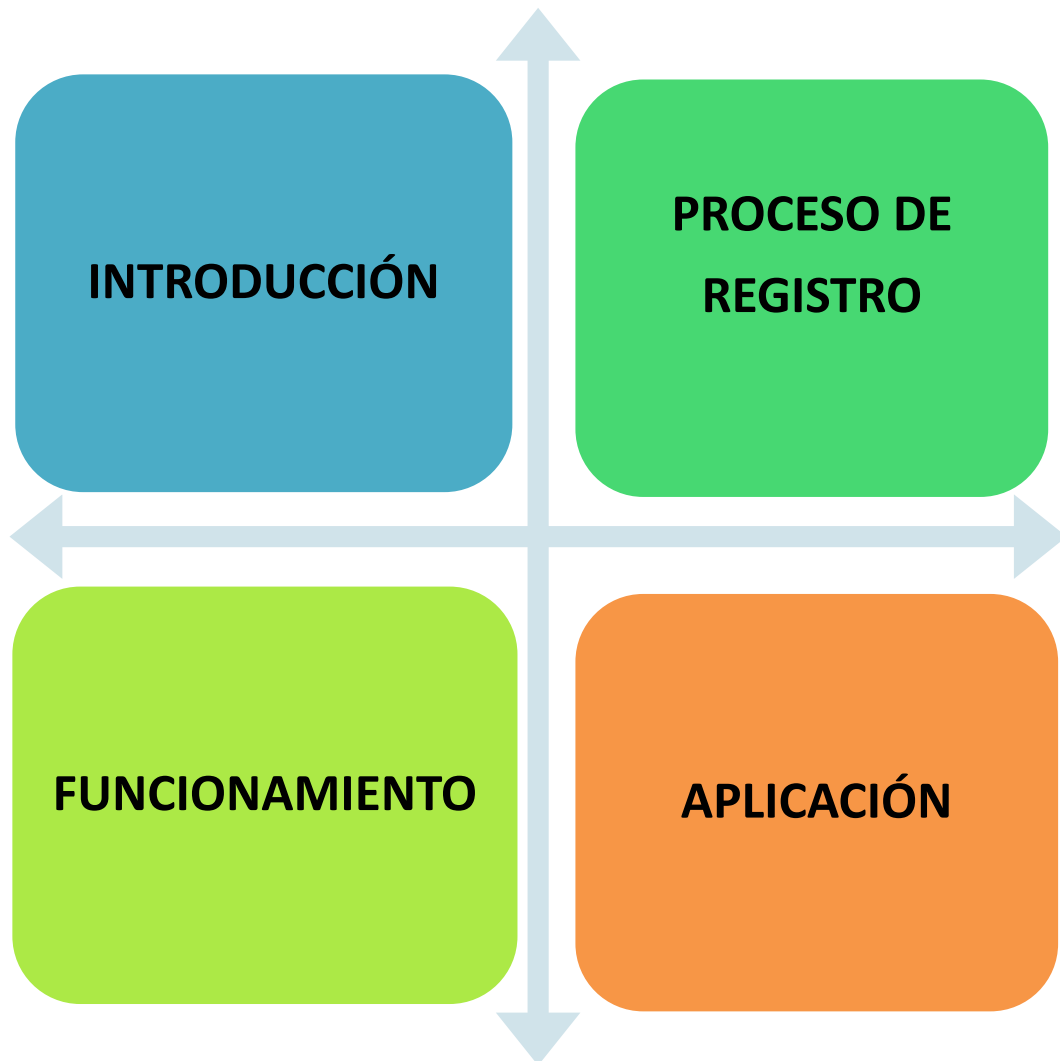 INTRODUCCIÓN
PROCESO DE
REGISTRO
FUNCIONAMIENTO
APLICACIÓN